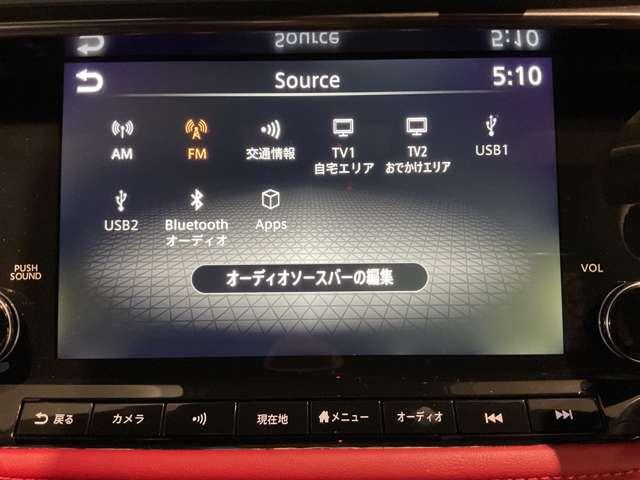 Source
5:10
Source
5:10
AM
FM
交通情報
TV1
自宅エリア
TV2
おでかけエリア
USB1
USB2
Bluetooth
オーディオ
Apps
オーディオソースバーの編集
PUSH
SOUND
VOL
戻る
カメラ
現在地
メニュー
オーディオ